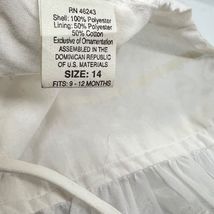 RN 46243
Shell: 100% Polyester
Lining: 50% Polyester
50% Cotton
Exclusive of Ornamentation
ASSEMBLED IN THE
DOMINICAN REPUBLIC
OF U.S. MATERIALS
SIZE: 14
FITS: 9 - 12 MONTHS